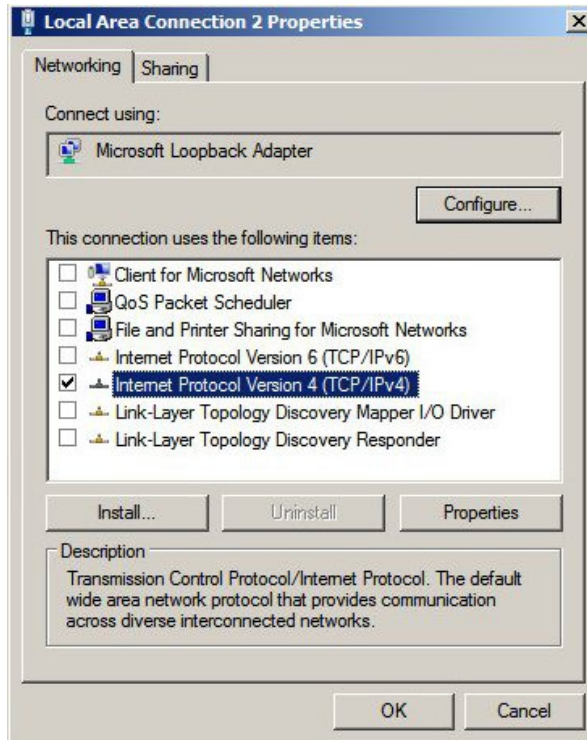 Local Area Connection 2 Properties
Networking
Sharing
Connect using:
Microsoft Loopback Adapter
Configure...
This connection uses the following items:
Client for Microsoft Networks
QoS Packet Scheduler
File and Printer Sharing for Microsoft Networks
Internet Protocol Version 6 (TCP/IPv6)
Internet Protocol Version 4 (TCP/IPv4)
Link-Layer Topology Discovery Mapper I/O Driver
Link-Layer Topology Discovery Responder
Install...
Uninstall
Properties
Description
Transmission Control Protocol/Internet Protocol. The default
wide area network protocol that provides communication
across diverse interconnected networks.
OK
Cancel